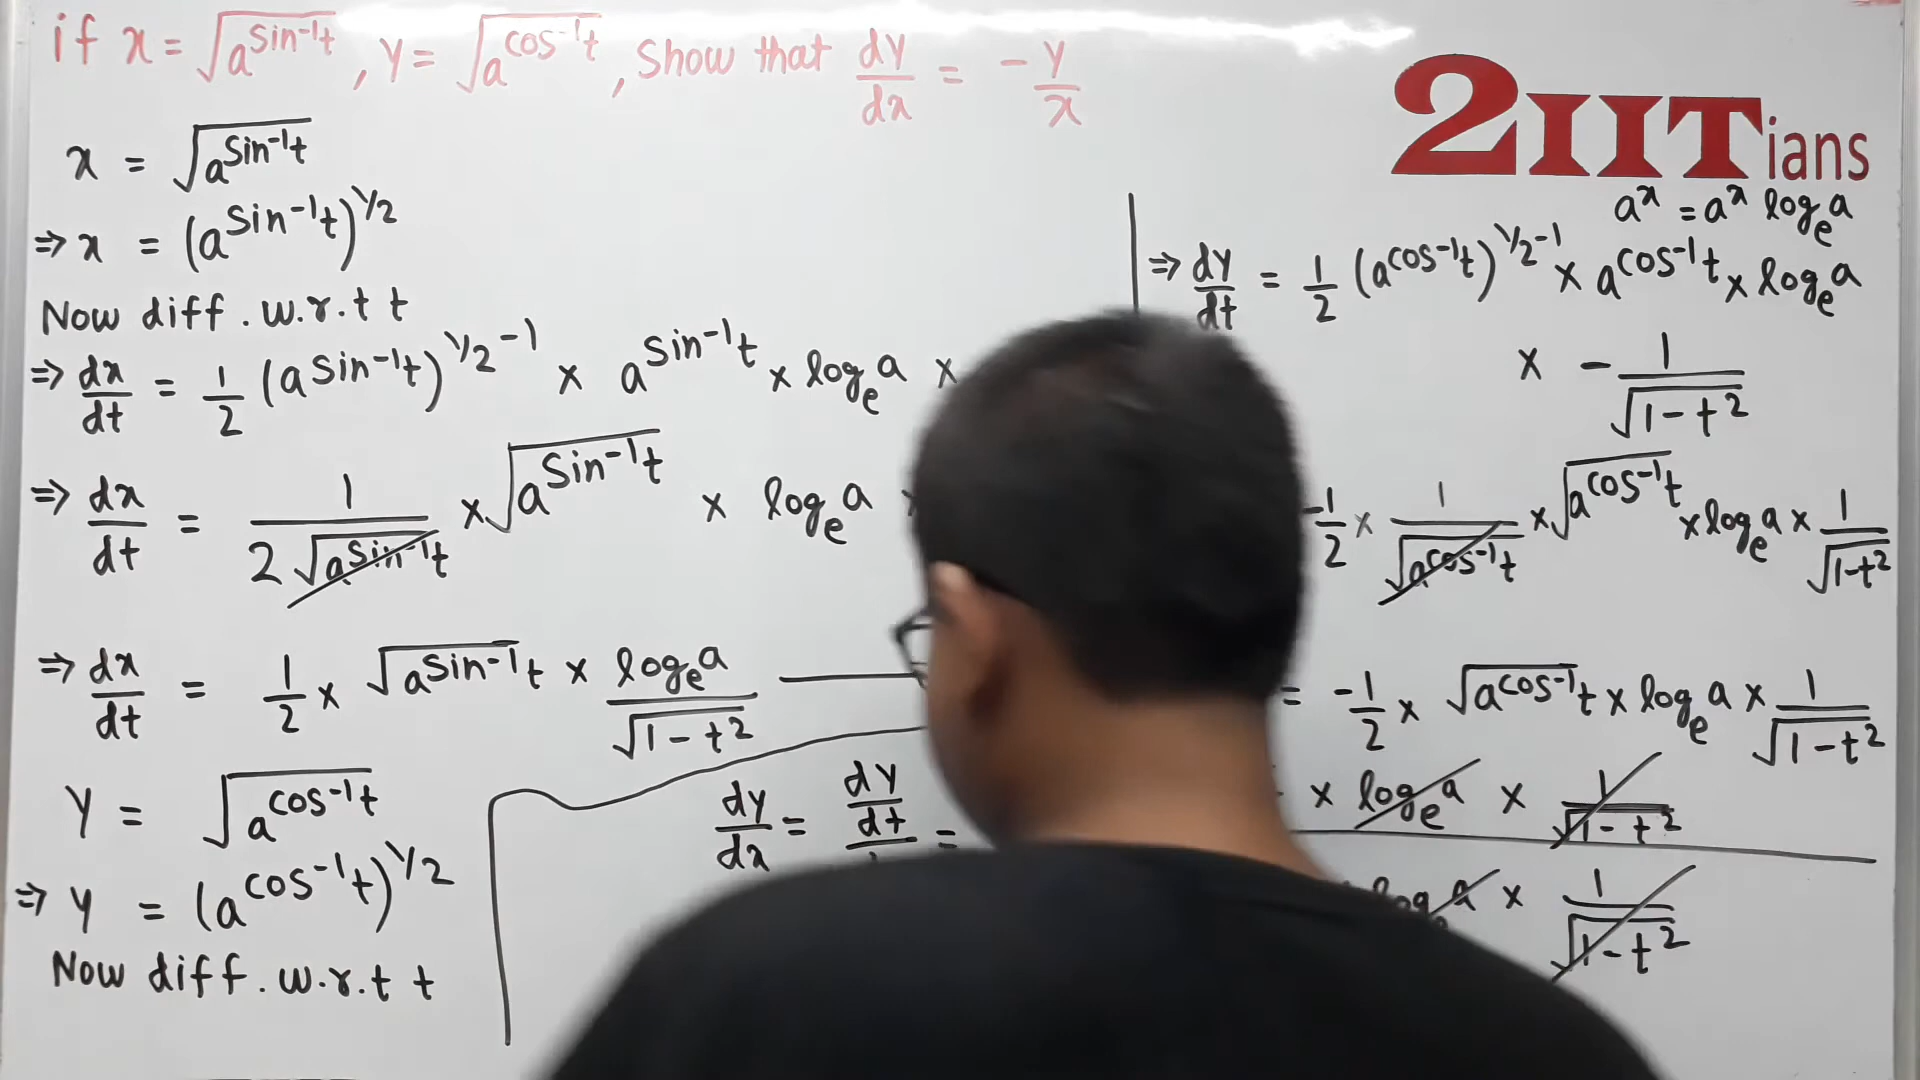 if x = √a^sin⁻¹t , y = √a^cos⁻¹t , Show that dy/dx = - y/x
2IITians
x = √a^sin⁻¹t
⇒ x = (a^sin⁻¹t)^1/2
Now diff. w.r.t t
⇒ dx/dt = 1/2 (a^sin⁻¹t)^1/2-1 × a^sin⁻¹t × logₑa ×
⇒ dx/dt = 1/2√a^sin⁻¹t × √a^sin⁻¹t × logₑa
⇒ dx/dt = 1/2 × √a^sin⁻¹t × logₑa/√1-t²
y = √a^cos⁻¹t
⇒ y = (a^cos⁻¹t)^1/2
Now diff. w.r.t t
a^x = a^x logₑa
⇒ dy/dt = 1/2 (a^cos⁻¹t)^1/2-1 × a^cos⁻¹t × logₑa
× - 1/√1-t²
-1/2 × 1/√a^cos⁻¹t × √a^cos⁻¹t × logₑa × 1/√1-t²
= -1/2 × √a^cos⁻¹t × logₑa × 1/√1-t²
dy/dx = dy/dt =
× logₑa × 1/√1-t²
logₑa × 1/√1-t²